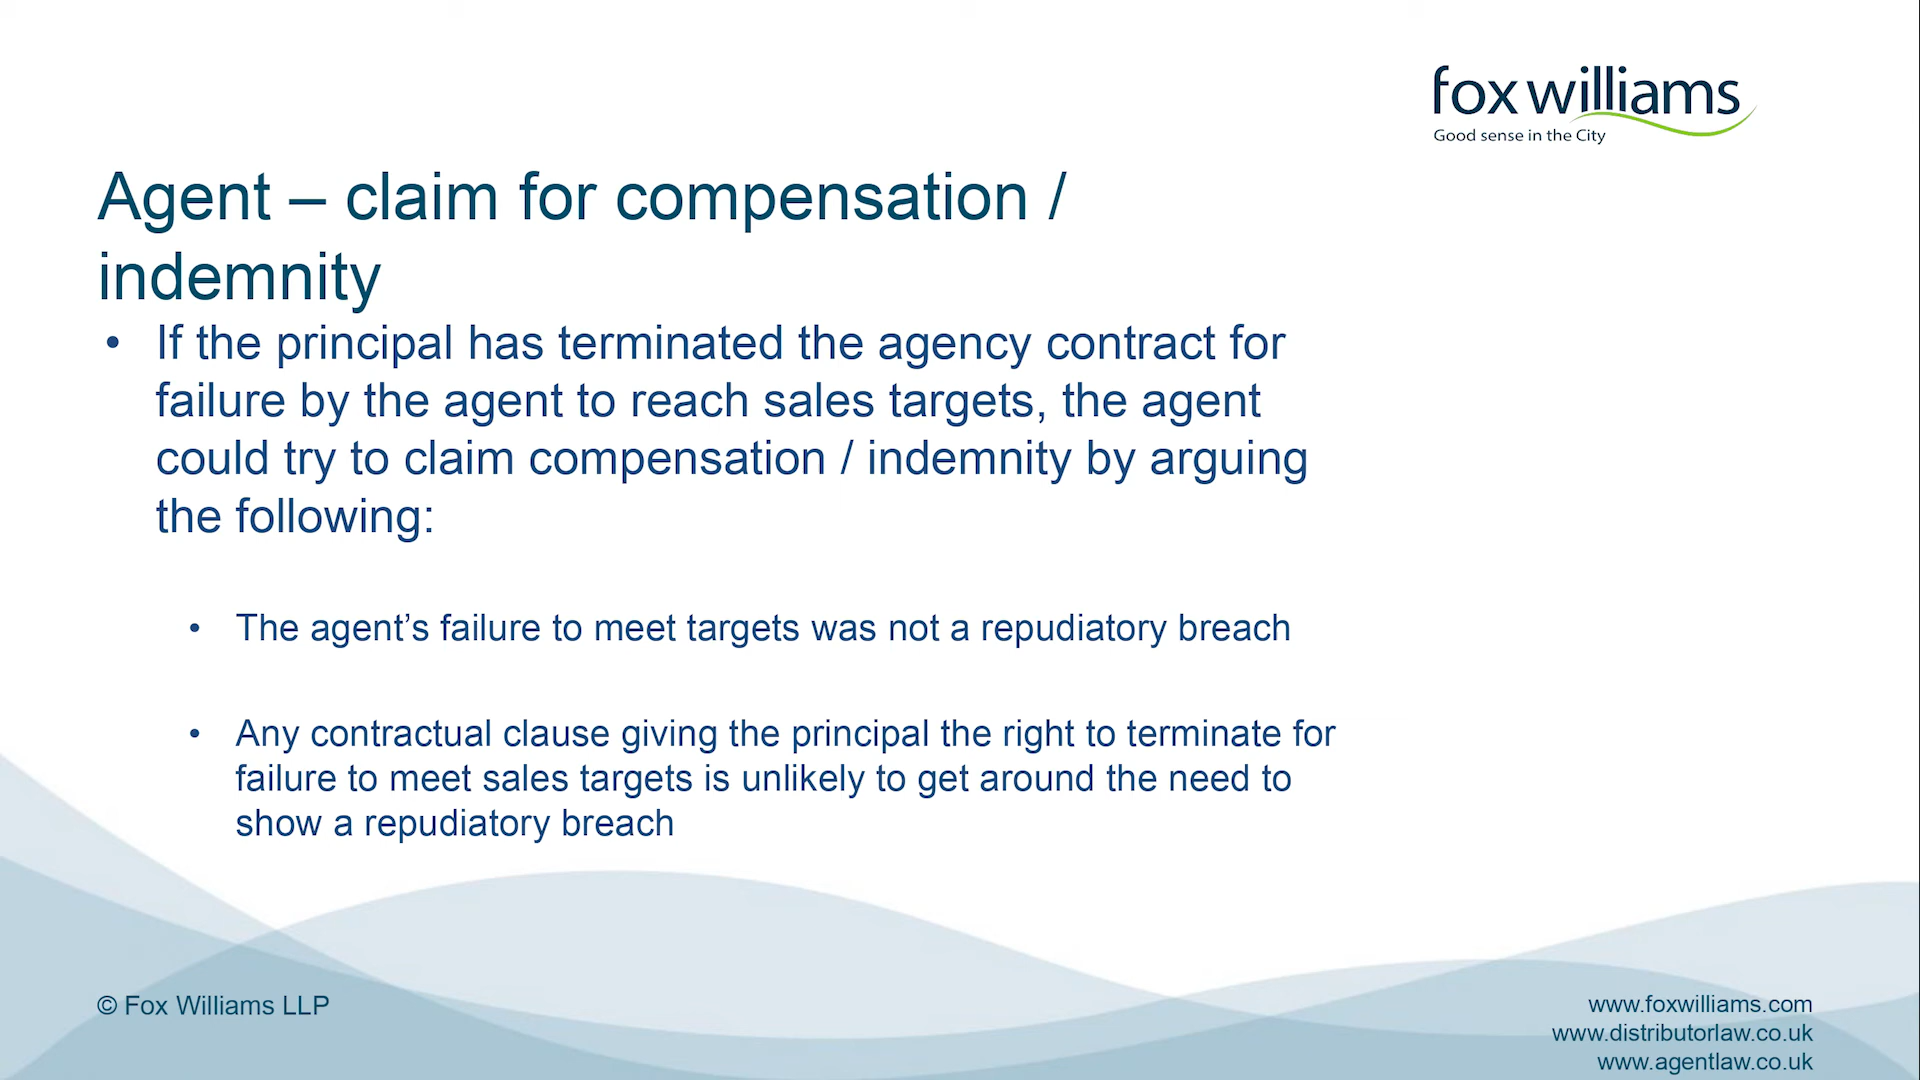 fox williams
Good sense in the City
Agent – claim for compensation /
indemnity
• If the principal has terminated the agency contract for
failure by the agent to reach sales targets, the agent
could try to claim compensation / indemnity by arguing
the following:
• The agent’s failure to meet targets was not a repudiatory breach
• Any contractual clause giving the principal the right to terminate for
failure to meet sales targets is unlikely to get around the need to
show a repudiatory breach
© Fox Williams LLP
www.foxwilliams.com
www.distributorlaw.co.uk
www.agentlaw.co.uk